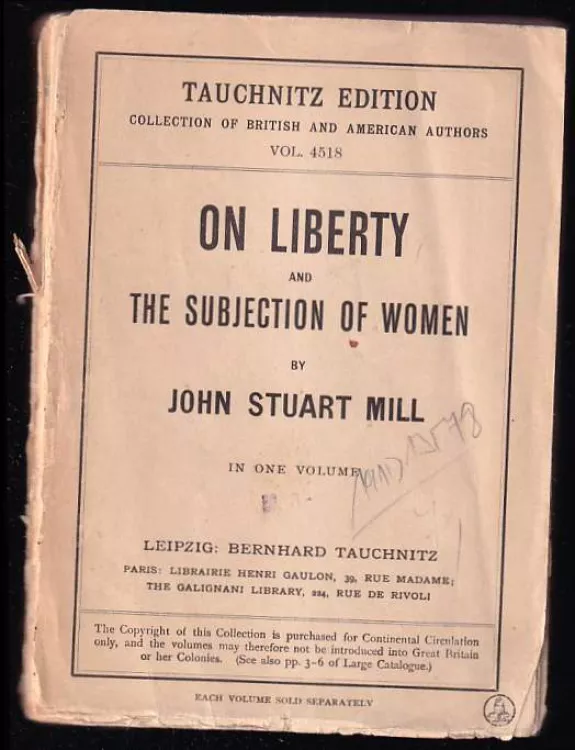 TAUCHNITZ EDITION
COLLECTION OF BRITISH AND AMERICAN AUTHORS
VOL. 4518
ON LIBERTY
AND
THE SUBJECTION OF WOMEN
BY
JOHN STUART MILL
IN ONE VOLUME
LEIPZIG: BERNHARD TAUCHNITZ
PARIS: LIBRAIRIE HENRI GAULON, 39, RUE MADAME;
THE GALIGNANI LIBRARY, 224, RUE DE RIVOLI
The Copyright of this Collection is purchased for Continental Circulation
only, and the volumes may therefore not be introduced into Great Britain
or her Colonies. (See also pp. 3-6 of Large Catalogue.)
EACH VOLUME SOLD SEPARATELY